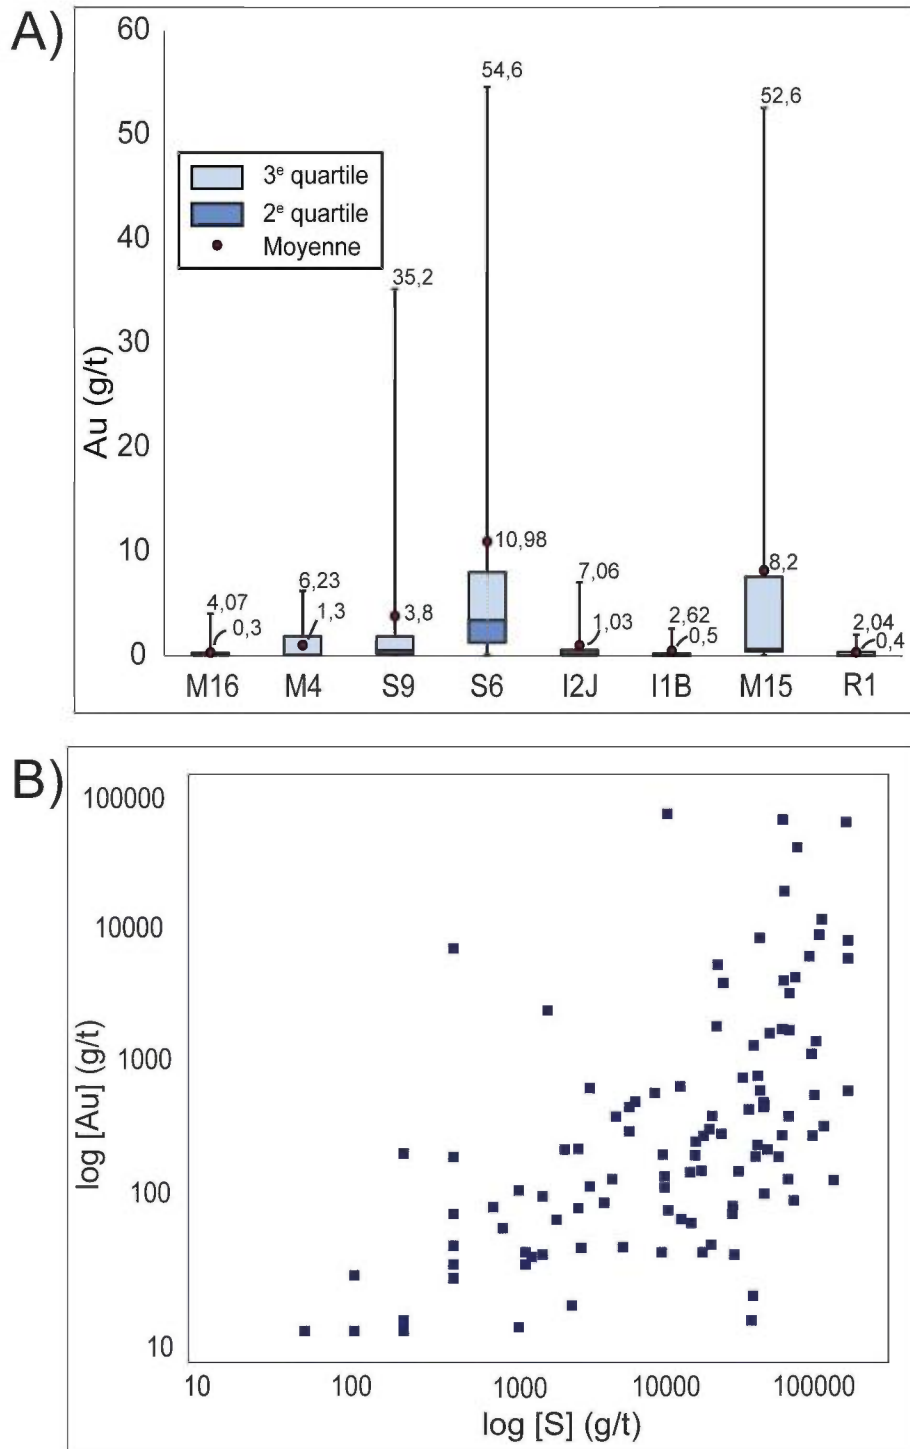 A)
60
54,6
52,6
50
3e quartile
2e quartile
Moyenne
40
35,2
30
Au (g/t)
20
10
10,98
8,2
7,06
6,23
4,07
3,8
2,62
2,04
1,3
1,03
0,3
0,5
0,4
0
M16 M4 S9 S6 I2J I1B M15 R1
B)
100000
10000
1000
100
10
log [Au] (g/t)
10 100 1000 10000 100000
log [S] (g/t)